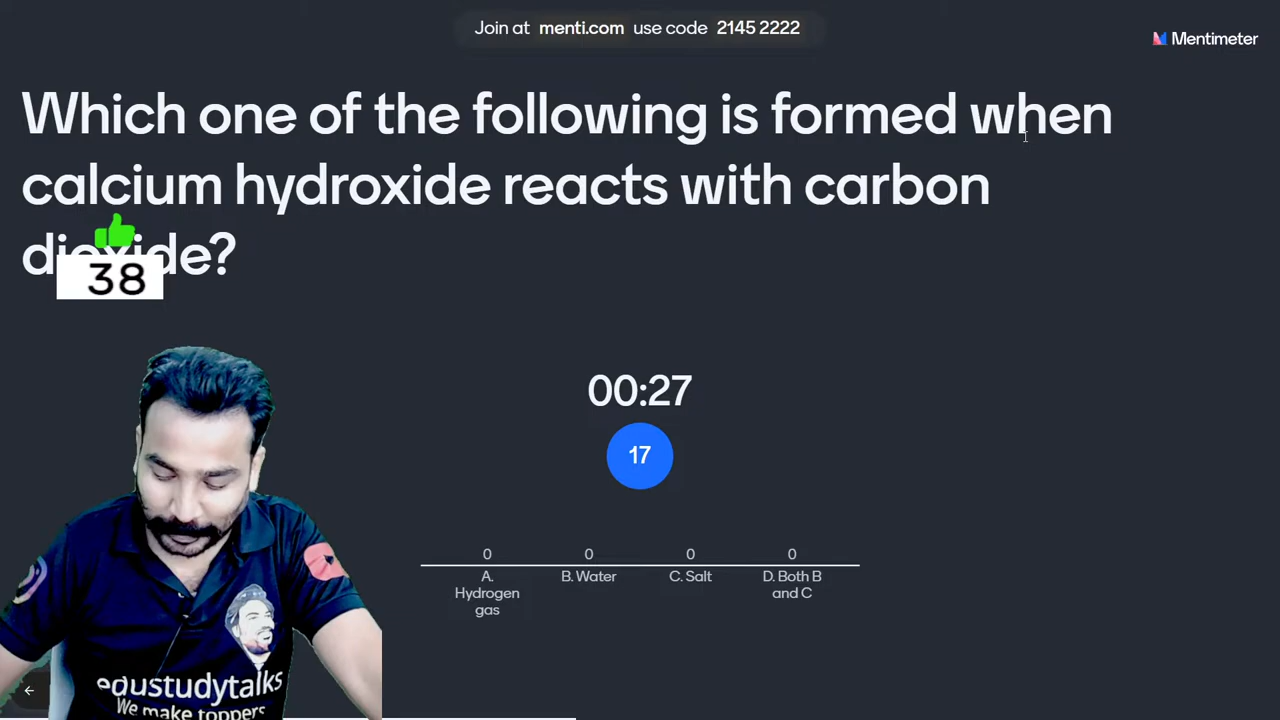 Join at menti.com use code 2145 2222
Mentimeter
Which one of the following is formed when
calcium hydroxide reacts with carbon
dioxide?
38
00:27
17
0 0 0 0
A. Hydrogen gas
B. Water
C. Salt
D. Both B and C
edustudytalks
We make toppers